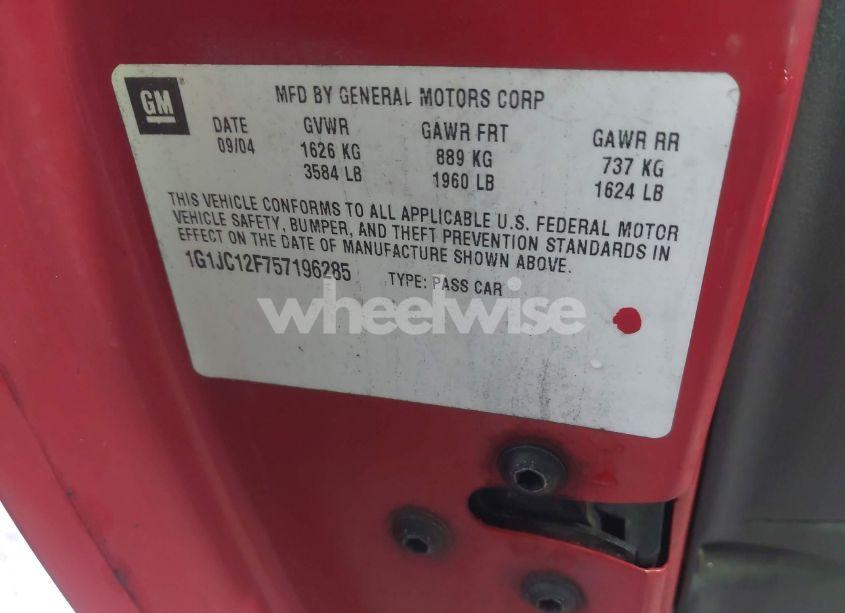 GM
MFD BY GENERAL MOTORS CORP
DATE GVWR GAWR FRT GAWR RR
09/04 1626 KG 889 KG 737 KG
3584 LB 1960 LB 1624 LB
THIS VEHICLE CONFORMS TO ALL APPLICABLE U.S. FEDERAL MOTOR
VEHICLE SAFETY, BUMPER, AND THEFT PREVENTION STANDARDS IN
EFFECT ON THE DATE OF MANUFACTURE SHOWN ABOVE.
1G1JC12F757196285 TYPE: PASS CAR
wheelwise